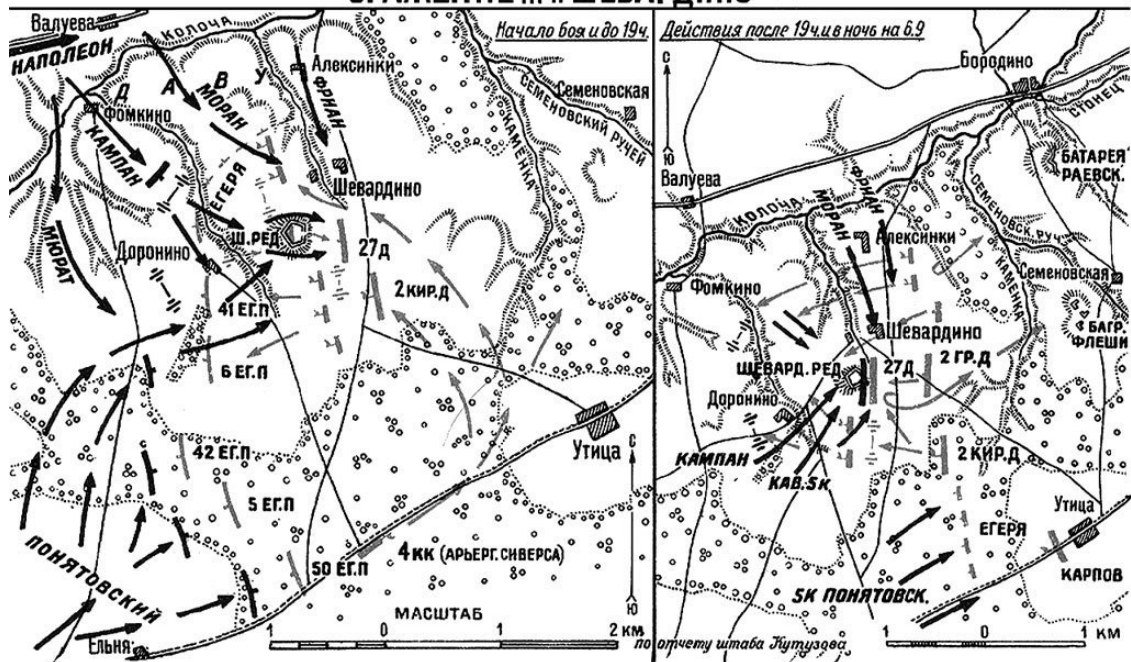 Начало боя и до 19ч.
Валуева
КОЛОЧА
НАПОЛЕОН
Алексинки
ФРИАН
ДАВУ
МОРАН
Фомкино
КАМПАН
Семеновская
СЕМЕНОВСКИЙ РУЧЕЙ
КАМЕНКА
ЕГЕРЯ
Шевардино
МЮРАТ
Доронино
Ш.РЕД
27Д
41 ЕГ.П
2 КИР.Д
6 ЕГ.П
42 ЕГ.П
Утица
С
Ю
5 ЕГ.П
50 ЕГ.П
4 КК (АРЬЕРГ. СИВЕРСА)
ПОНЯТОВСКИЙ
Ельня
МАСШТАБ
1 0 1 2 КМ
Действия после 19ч. и в ночь на 6.9
С
Ю
Бородино
СТОНЕЦ
БАТАРЕЯ
РАЕВСК.
Валуева
КОЛОЧА
МОРАН
ФРИАН
Алексинки
СЕМЕНОВСК. РУЧ.
КАМЕНКА
Семеновская
Фомкино
Шевардино
БАГР.
ФЛЕШИ
ШЕВАРД. РЕД
27Д
2 ГР.Д
Доронино
КАМПАН
КАВ. 5К
2 КИР.Д
Утица
ЕГЕРЯ
КАРПОВ
5К ПОНЯТОВСК.
по отчету штаба Кутузова
1 0 1 КМ